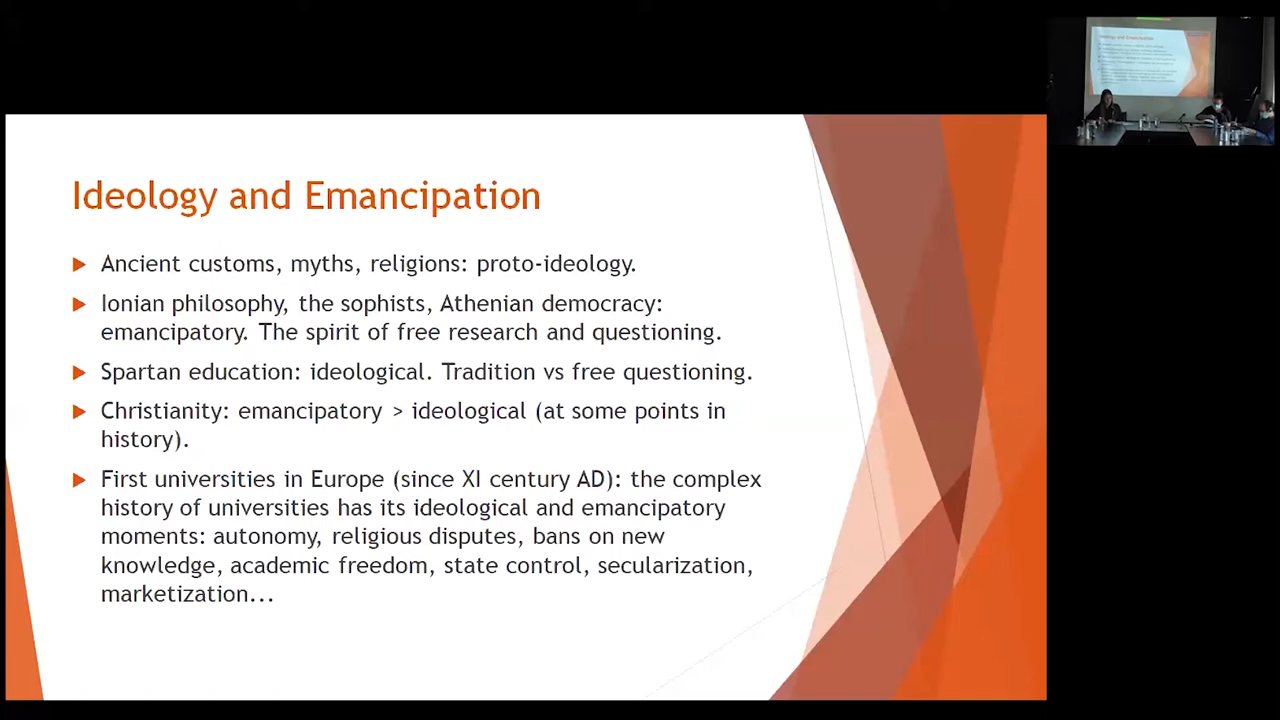 Ideology and Emancipation
Ancient customs, myths, religions: proto-ideology.
Ionian philosophy, the sophists, Athenian democracy:
emancipatory. The spirit of free research and questioning.
Spartan education: ideological. Tradition vs free questioning.
Christianity: emancipatory > ideological (at some points in
history).
First universities in Europe (since XI century AD): the complex
history of universities has its ideological and emancipatory
moments: autonomy, religious disputes, bans on new
knowledge, academic freedom, state control, secularization,
marketization...
Ideology and Emancipation